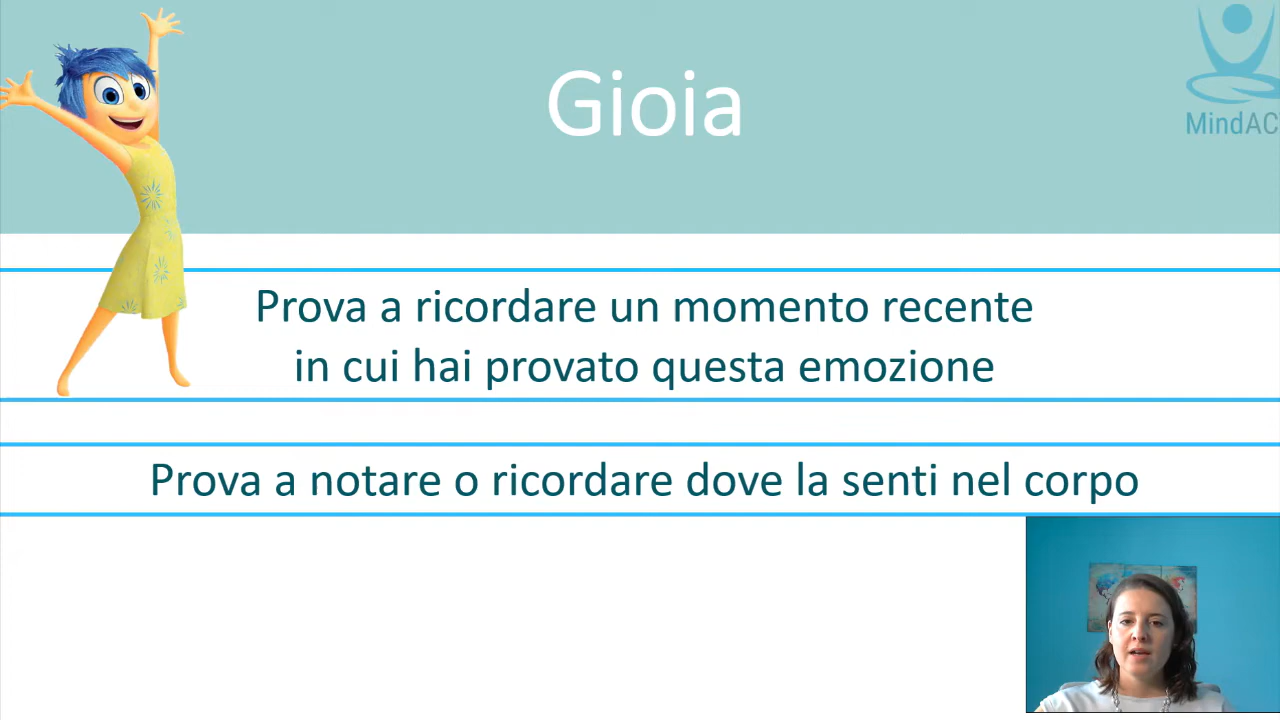 Gioia
MindAC
Prova a ricordare un momento recente
in cui hai provato questa emozione
Prova a notare o ricordare dove la senti nel corpo